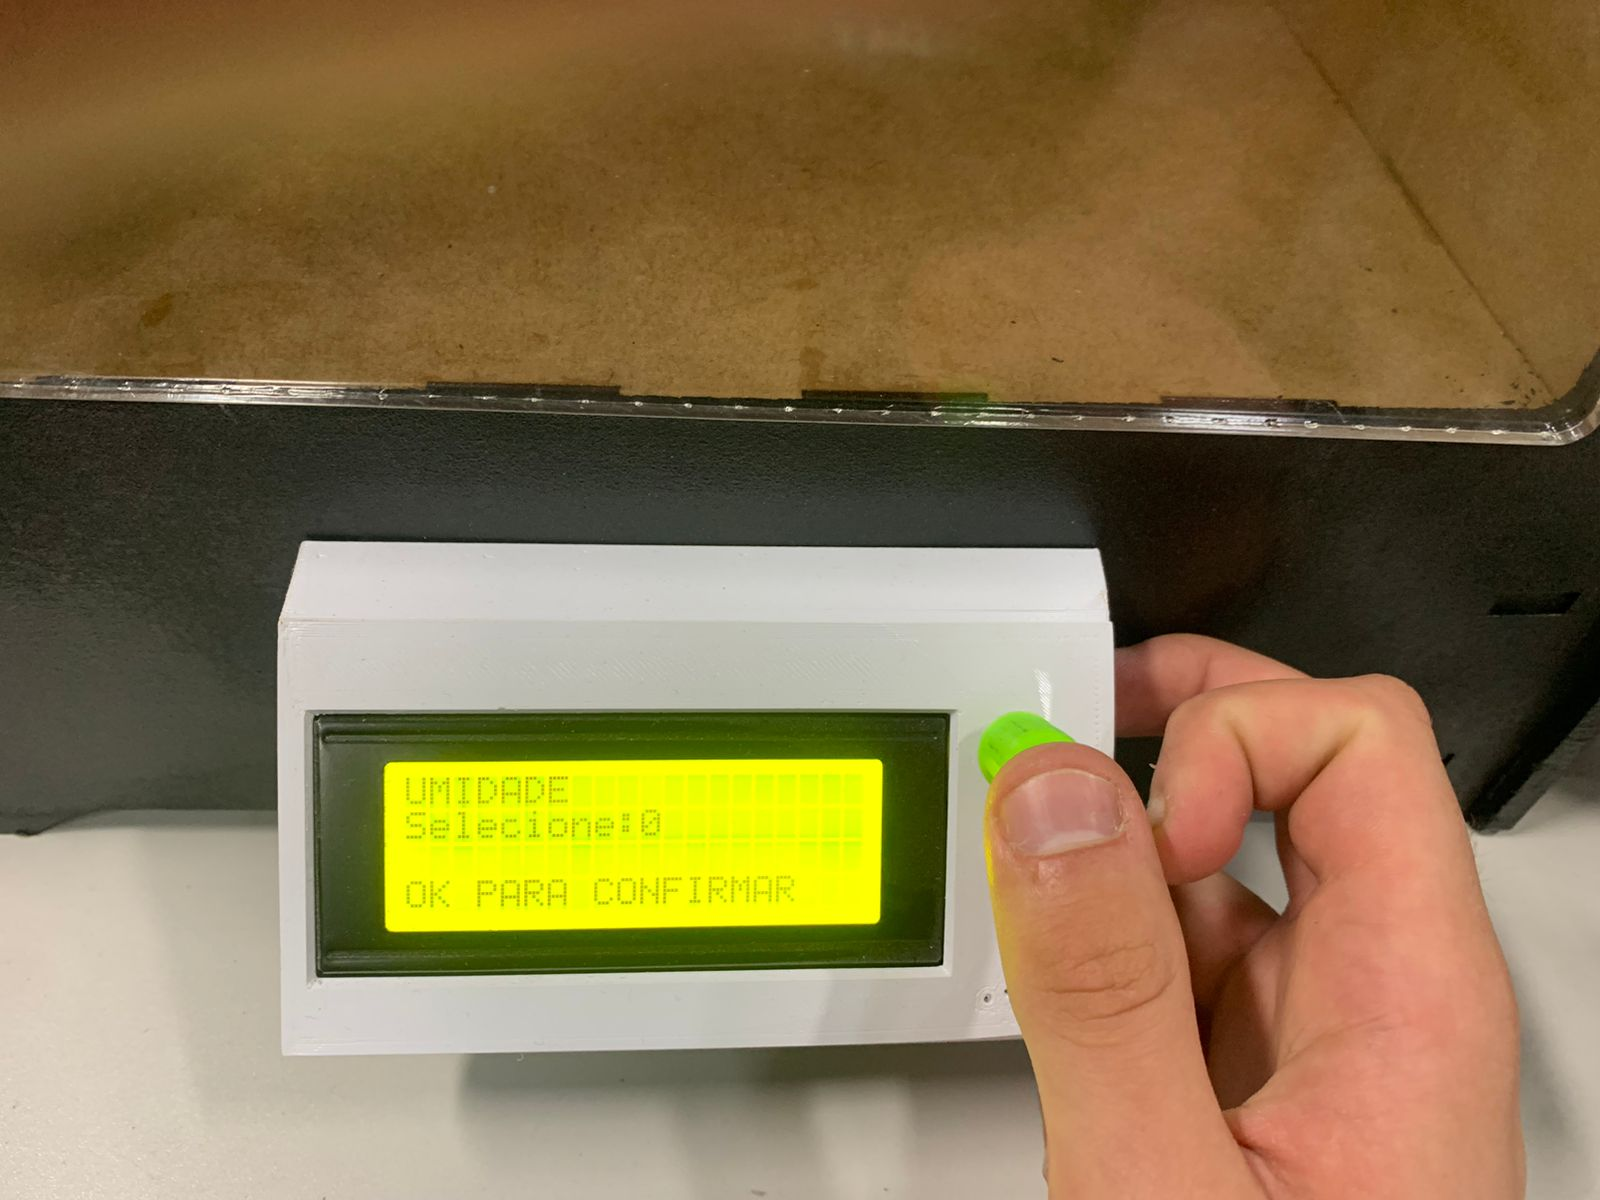 UMIDADE
Selecione:0
OK PARA CONFIRMAR